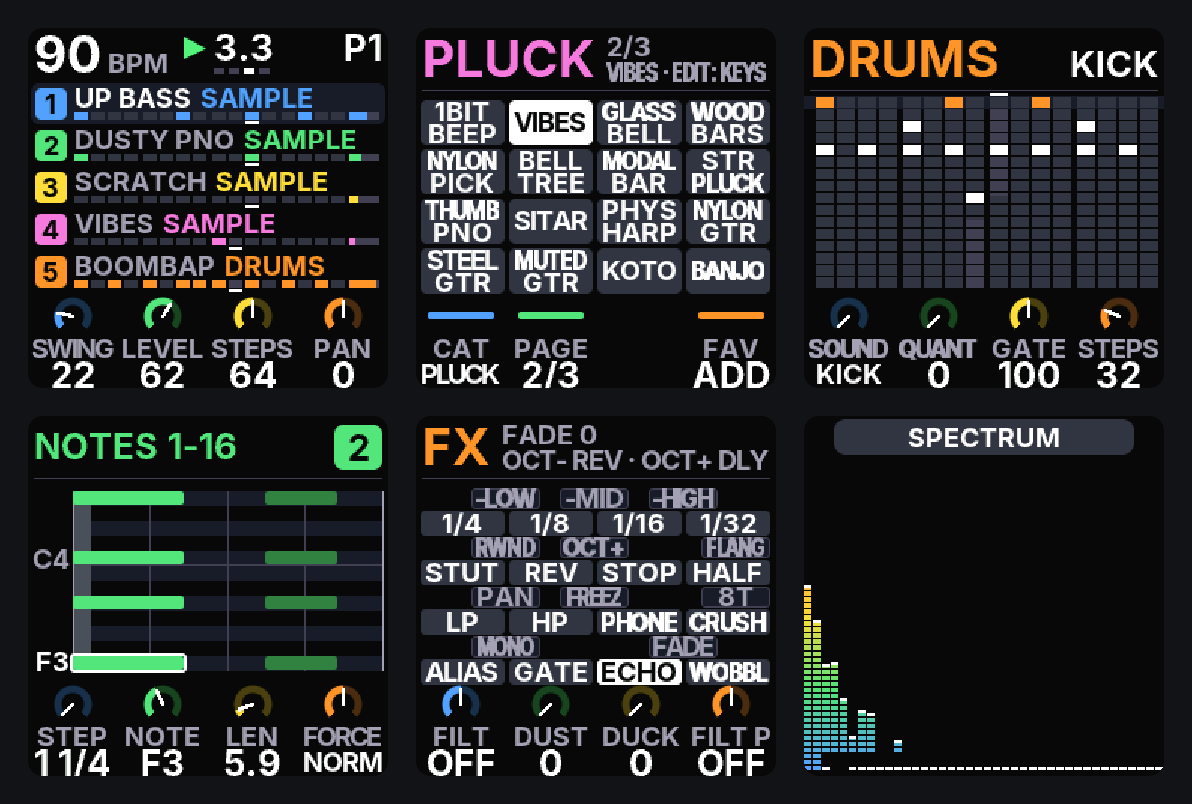 90 BPM ▶ 3.3 P1
1 UP BASS SAMPLE
2 DUSTY PNO SAMPLE
3 SCRATCH SAMPLE
4 VIBES SAMPLE
5 BOOMBAP DRUMS
SWING LEVEL STEPS PAN
22 62 64 0
PLUCK 2/3
VIBES · EDIT: KEYS
1BIT BEEP
VIBES
GLASS BELL
WOOD BARS
NYLON PICK
BELL TREE
MODAL BAR
STR PLUCK
THUMB PNO
SITAR
PHYS HARP
NYLON GTR
STEEL GTR
MUTED GTR
KOTO
BANJO
CAT PAGE FAV
PLUCK 2/3 ADD
DRUMS KICK
SOUND QUANT GATE STEPS
KICK 0 100 32
NOTES 1-16 2
C4
F3
STEP NOTE LEN FORCE
1 1/4 F3 5.9 NORM
FX FADE 0
OCT- REV · OCT+ DLY
-LOW -MID -HIGH
1/4 1/8 1/16 1/32
RWND OCT+ FLANG
STUT REV STOP HALF
PAN FREEZ 8T
LP HP PHONE CRUSH
MONO FADE
ALIAS GATE ECHO WOBBL
FILT DUST DUCK FILT P
OFF 0 0 OFF
SPECTRUM